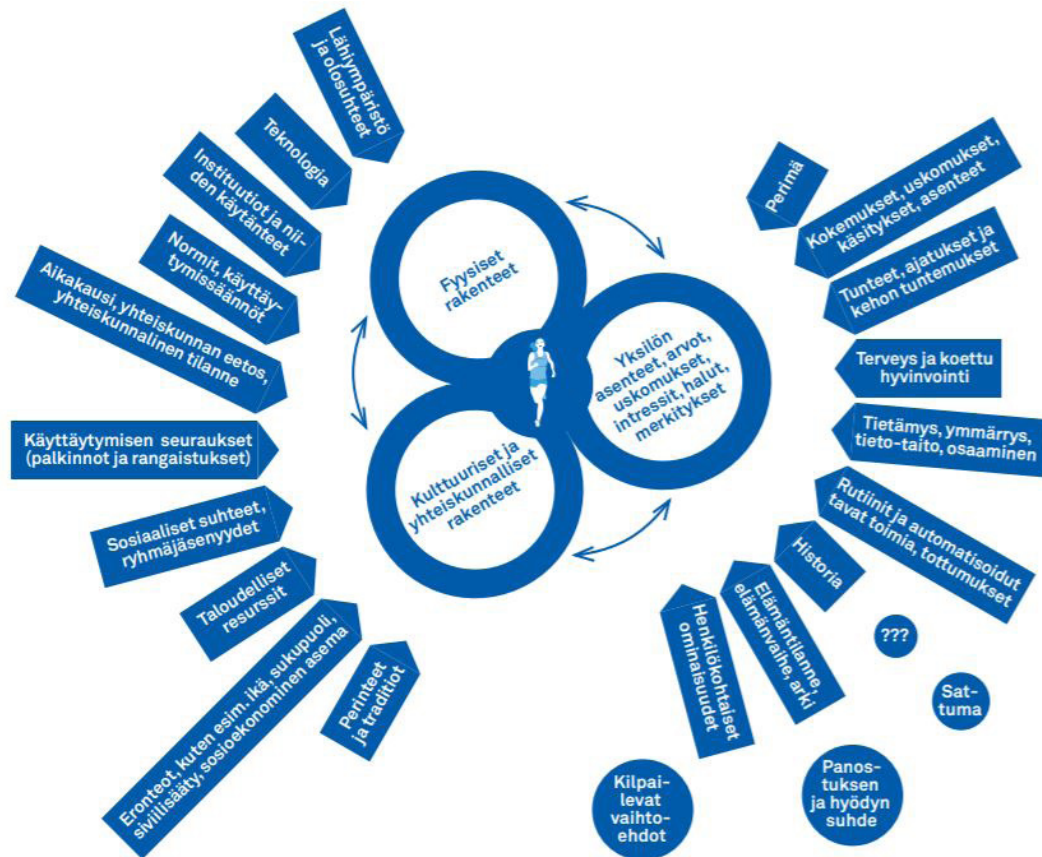 Lähiympäristö
ja olosuhteet
Teknologia
Instituutiot ja nii-
den käytänteet
Normit, käyttäy-
tymissäännöt
Aikakausi, yhteiskunnan eetos,
yhteiskunnalinen tilanne
Käyttäytymisen seuraukset
(palkinnot ja rangaistukset)
Sosiaaliset suhteet,
ryhmäjäsenyydet
Taloudelliset
resurssit
Eronteot, kuten esim. ikä, sukupuoli,
siviilisääty, sosioekonominen asema
Perinteet
ja traditiot
Fyysiset
rakenteet
Kulttuuriset ja
yhteiskunnalliset
rakenteet
Yksilön
asenteet, arvot,
uskomukset,
intressit, halut,
merkitykset
Perimä
Kokemukset, uskomukset,
käsitykset, asenteet
Tunteet, ajatukset ja
kehon tuntemukset
Terveys ja koettu
hyvinvointi
Tietämys, ymmärrys,
tieto-taito, osaaminen
Rutiinit ja automatisoidut
tavat toimia, tottumukset
Historia
Elämäntilanne,
elämänvaihe, arki
Henkilökohtaiset
ominaisuudet
???
Sat-
tuma
Panos-
tuksen
ja hyödyn
suhde
Kilpai-
levat
vaihto-
ehdot